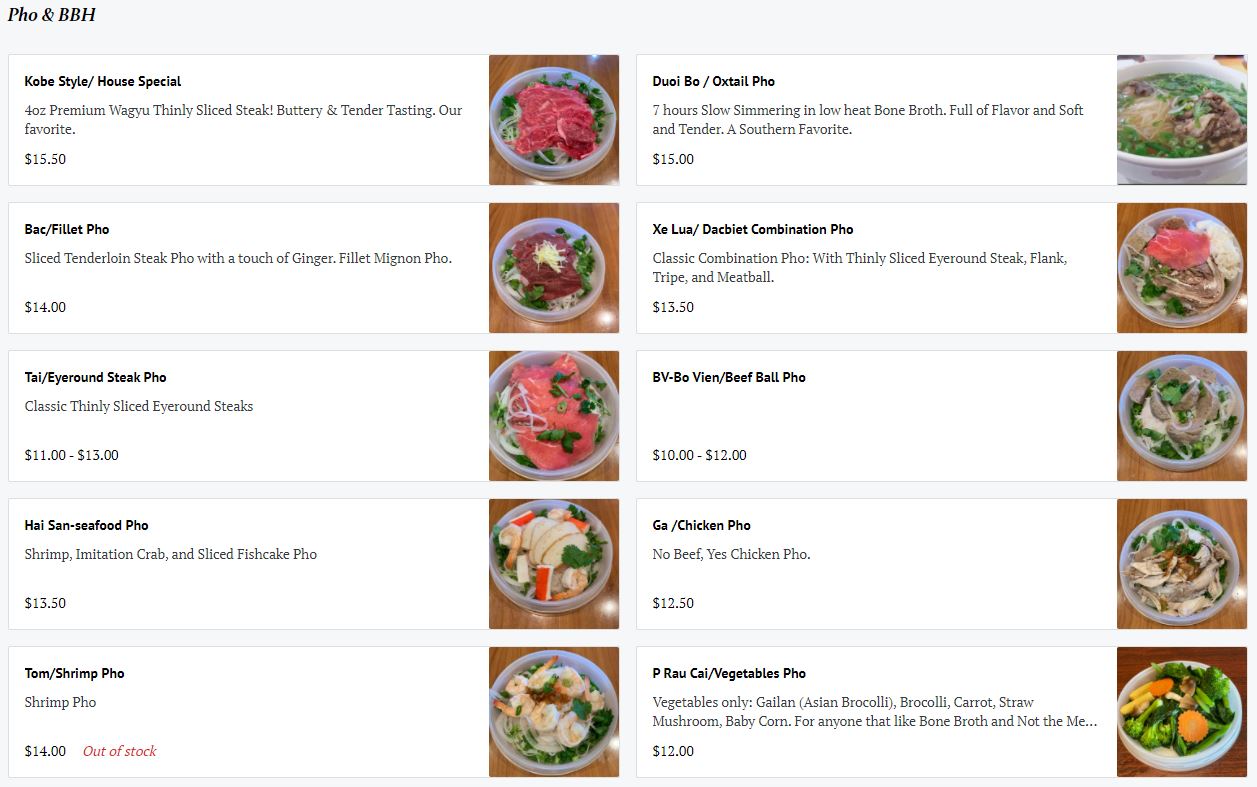 Pho & BBH
Kobe Style/ House Special
4oz Premium Wagyu Thinly Sliced Steak! Buttery & Tender Tasting. Our
favorite.
$15.50
Duoi Bo / Oxtail Pho
7 hours Slow Simmering in low heat Bone Broth. Full of Flavor and Soft
and Tender. A Southern Favorite.
$15.00
Bac/Fillet Pho
Sliced Tenderloin Steak Pho with a touch of Ginger. Fillet Mignon Pho.
$14.00
Xe Lua/ Dacbiet Combination Pho
Classic Combination Pho: With Thinly Sliced Eyeround Steak, Flank,
Tripe, and Meatball.
$13.50
Tai/Eyeround Steak Pho
Classic Thinly Sliced Eyeround Steaks
$11.00 - $13.00
BV-Bo Vien/Beef Ball Pho
$10.00 - $12.00
Hai San-seafood Pho
Shrimp, Imitation Crab, and Sliced Fishcake Pho
$13.50
Ga /Chicken Pho
No Beef, Yes Chicken Pho.
$12.50
Tom/Shrimp Pho
Shrimp Pho
$14.00 Out of stock
P Rau Cai/Vegetables Pho
Vegetables only: Gailan (Asian Brocolli), Brocolli, Carrot, Straw
Mushroom, Baby Corn. For anyone that like Bone Broth and Not the Me...
$12.00